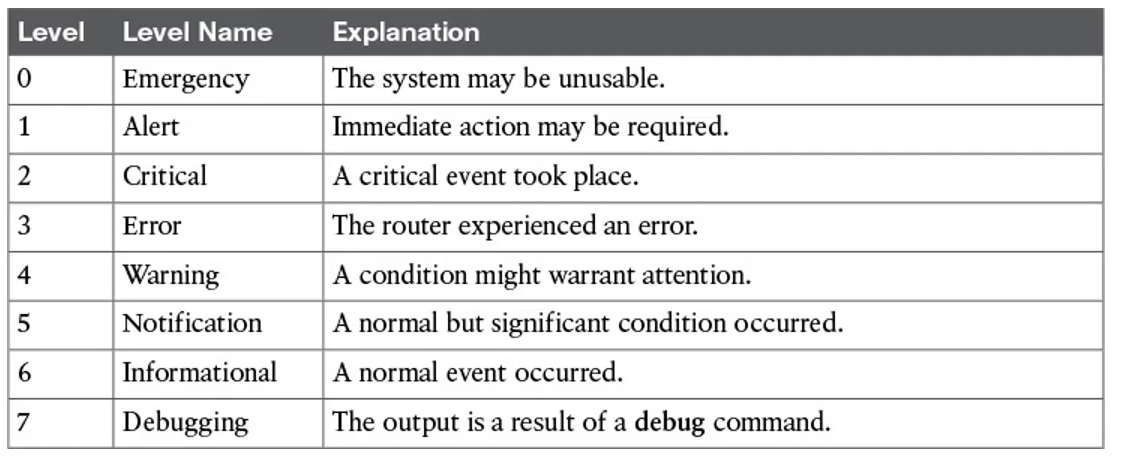 Level Level Name Explanation
0 Emergency The system may be unusable.
1 Alert Immediate action may be required.
2 Critical A critical event took place.
3 Error The router experienced an error.
4 Warning A condition might warrant attention.
5 Notification A normal but significant condition occurred.
6 Informational A normal event occurred.
7 Debugging The output is a result of a debug command.